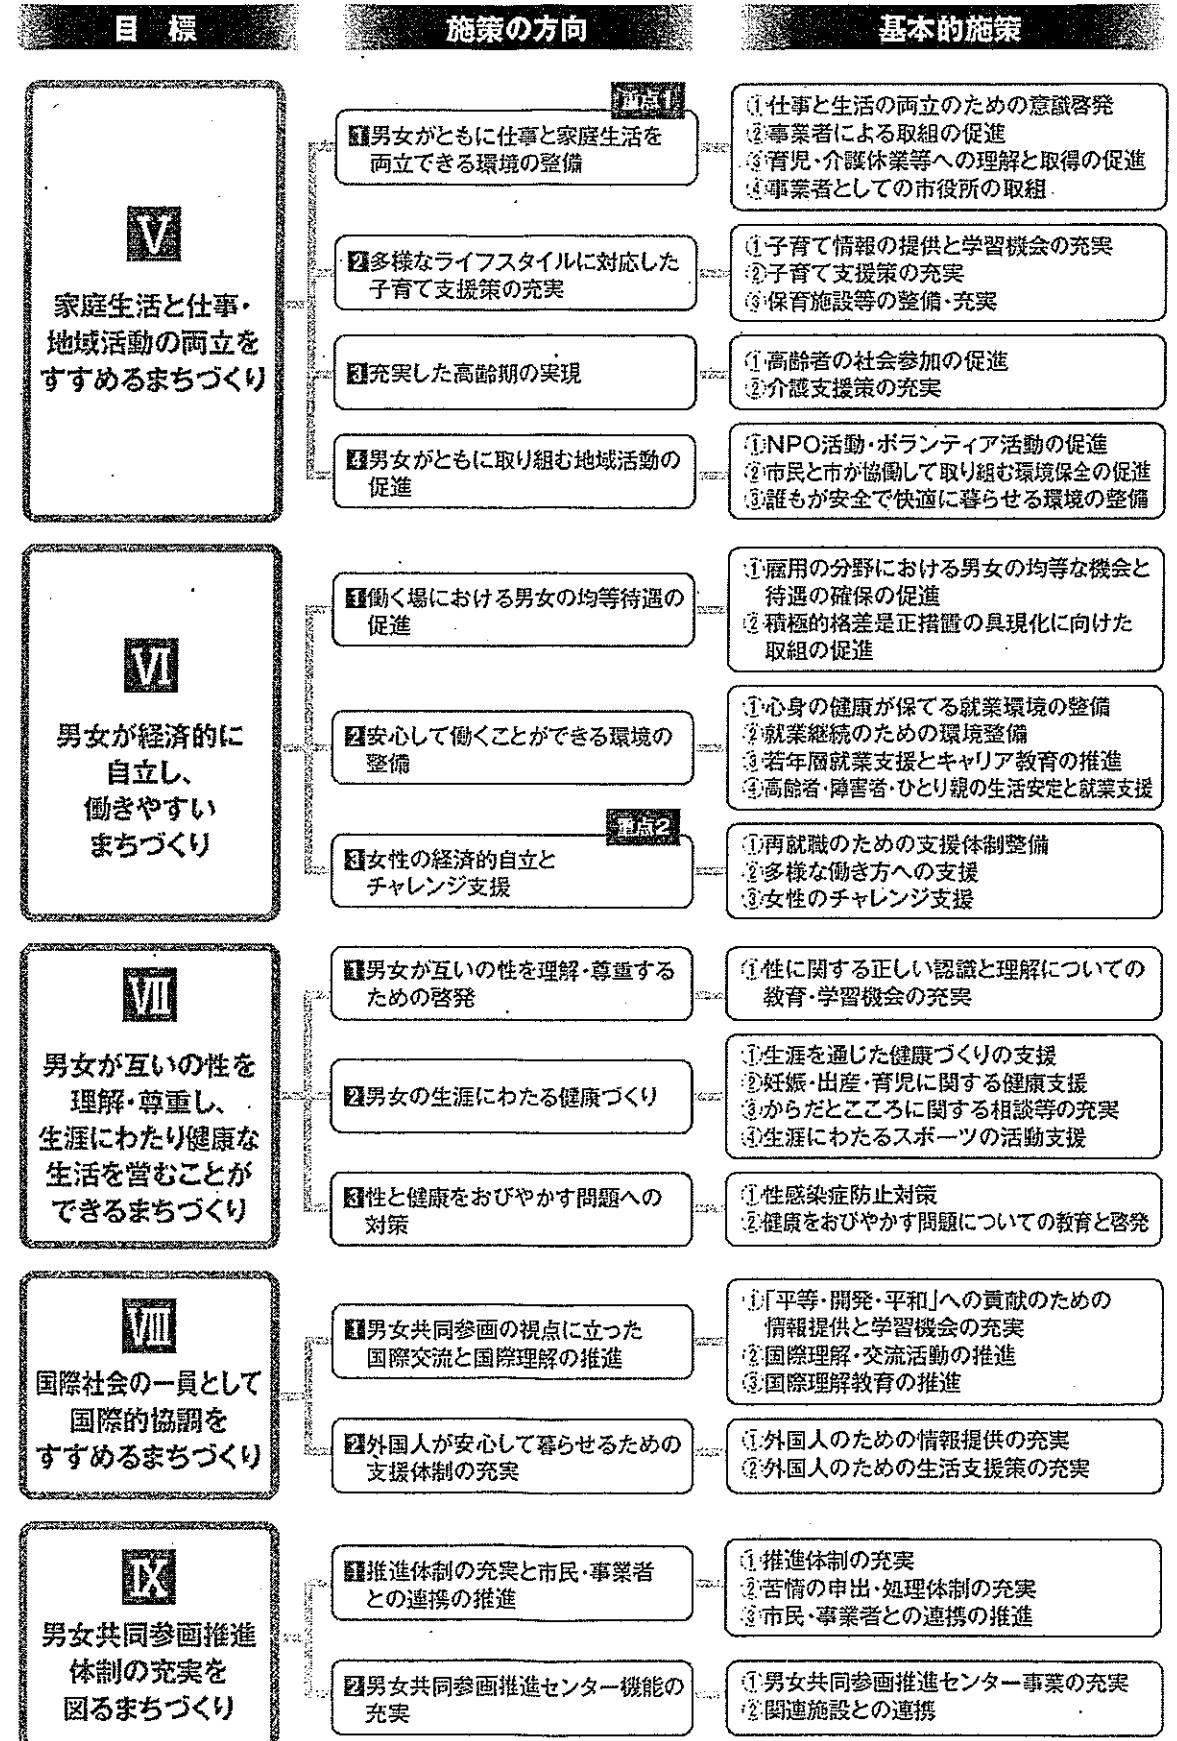 目 標
施策の方向
基本的施策
Ⅴ
家庭生活と仕事・
地域活動の両立を
すすめるまちづくり
重点1
1男女がともに仕事と家庭生活を
両立できる環境の整備
①仕事と生活の両立のための意識啓発
②事業者による取組の促進
③育児・介護休業等への理解と取得の促進
④事業者としての市役所の取組
2多様なライフスタイルに対応した
子育て支援策の充実
①子育て情報の提供と学習機会の充実
②子育て支援策の充実
③保育施設等の整備・充実
3充実した高齢期の実現
①高齢者の社会参加の促進
②介護支援策の充実
4男女がともに取り組む地域活動の
促進
①NPO活動・ボランティア活動の促進
②市民と市が協働して取り組む環境保全の促進
③誰もが安全で快適に暮らせる環境の整備
Ⅵ
男女が経済的に
自立し、
働きやすい
まちづくり
1働く場における男女の均等待遇の
促進
①雇用の分野における男女の均等な機会と
待遇の確保の促進
②積極的格差是正措置の具現化に向けた
取組の促進
2安心して働くことができる環境の
整備
①心身の健康が保てる就業環境の整備
②就業継続のための環境整備
③若年層就業支援とキャリア教育の推進
④高齢者・障害者・ひとり親の生活安定と就業支援
重点2
3女性の経済的自立と
チャレンジ支援
①再就職のための支援体制整備
②多様な働き方への支援
③女性のチャレンジ支援
Ⅶ
男女が互いの性を
理解・尊重し、
生涯にわたり健康な
生活を営むことが
できるまちづくり
1男女が互いの性を理解・尊重する
ための啓発
①性に関する正しい認識と理解についての
教育・学習機会の充実
2男女の生涯にわたる健康づくり
①生涯を通じた健康づくりの支援
②妊娠・出産・育児に関する健康支援
③からだとこころに関する相談等の充実
④生涯にわたるスポーツの活動支援
3性と健康をおびやかす問題への
対策
①性感染症防止対策
②健康をおびやかす問題についての教育と啓発
Ⅷ
国際社会の一員として
国際的協調を
すすめるまちづくり
1男女共同参画の視点に立った
国際交流と国際理解の推進
①「平等・開発・平和」への貢献のための
情報提供と学習機会の充実
②国際理解・交流活動の推進
③国際理解教育の推進
2外国人が安心して暮らせるための
支援体制の充実
①外国人のための情報提供の充実
②外国人のための生活支援策の充実
Ⅸ
男女共同参画推進
体制の充実を
図るまちづくり
1推進体制の充実と市民・事業者
との連携の推進
①推進体制の充実
②苦情の申出・処理体制の充実
③市民・事業者との連携の推進
2男女共同参画推進センター機能の
充実
①男女共同参画推進センター事業の充実
②関連施設との連携